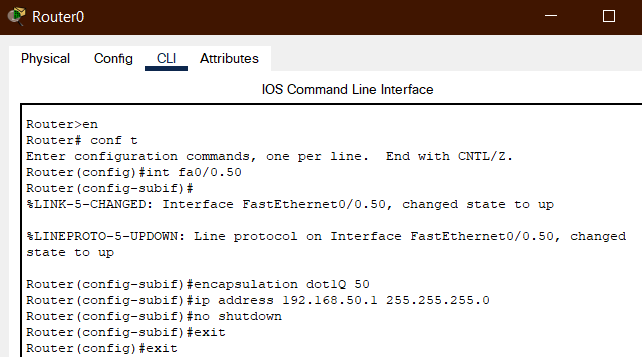 Router0
Physical Config CLI Attributes
IOS Command Line Interface
Router>en
Router# conf t
Enter configuration commands, one per line.  End with CNTL/Z.
Router(config)#int fa0/0.50
Router(config-subif)#
%LINK-5-CHANGED: Interface FastEthernet0/0.50, changed state to up
%LINEPROTO-5-UPDOWN: Line protocol on Interface FastEthernet0/0.50, changed
state to up
Router(config-subif)#encapsulation dot1Q 50
Router(config-subif)#ip address 192.168.50.1 255.255.255.0
Router(config-subif)#no shutdown
Router(config-subif)#exit
Router(config)#exit